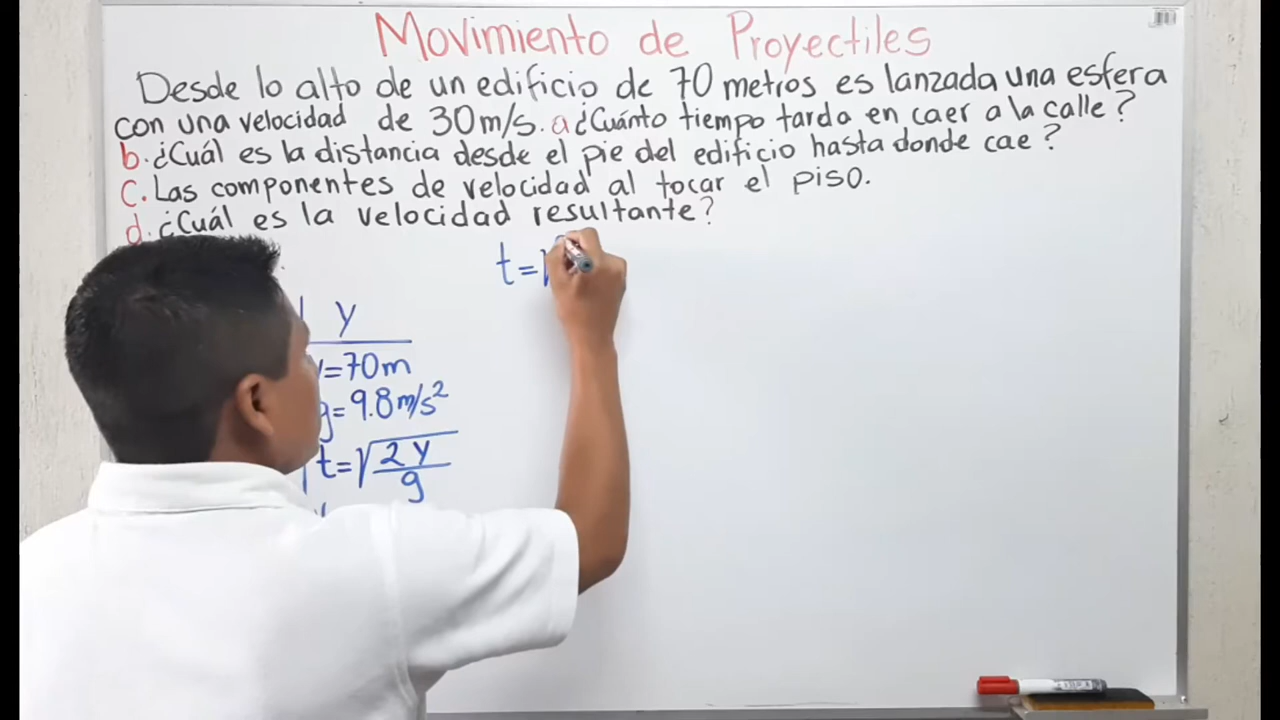 Movimiento de Proyectiles
Desde lo alto de un edificio de 70 metros es lanzada una esfera
con una velocidad de 30m/s. a ¿Cuánto tiempo tarda en caer a la calle?
b. ¿Cuál es la distancia desde el pie del edificio hasta donde cae?
C. Las componentes de velocidad al tocar el piso.
d. ¿Cuál es la velocidad resultante?
t=√
y
y=70m
g=9.8m/s²
t=√2y/g